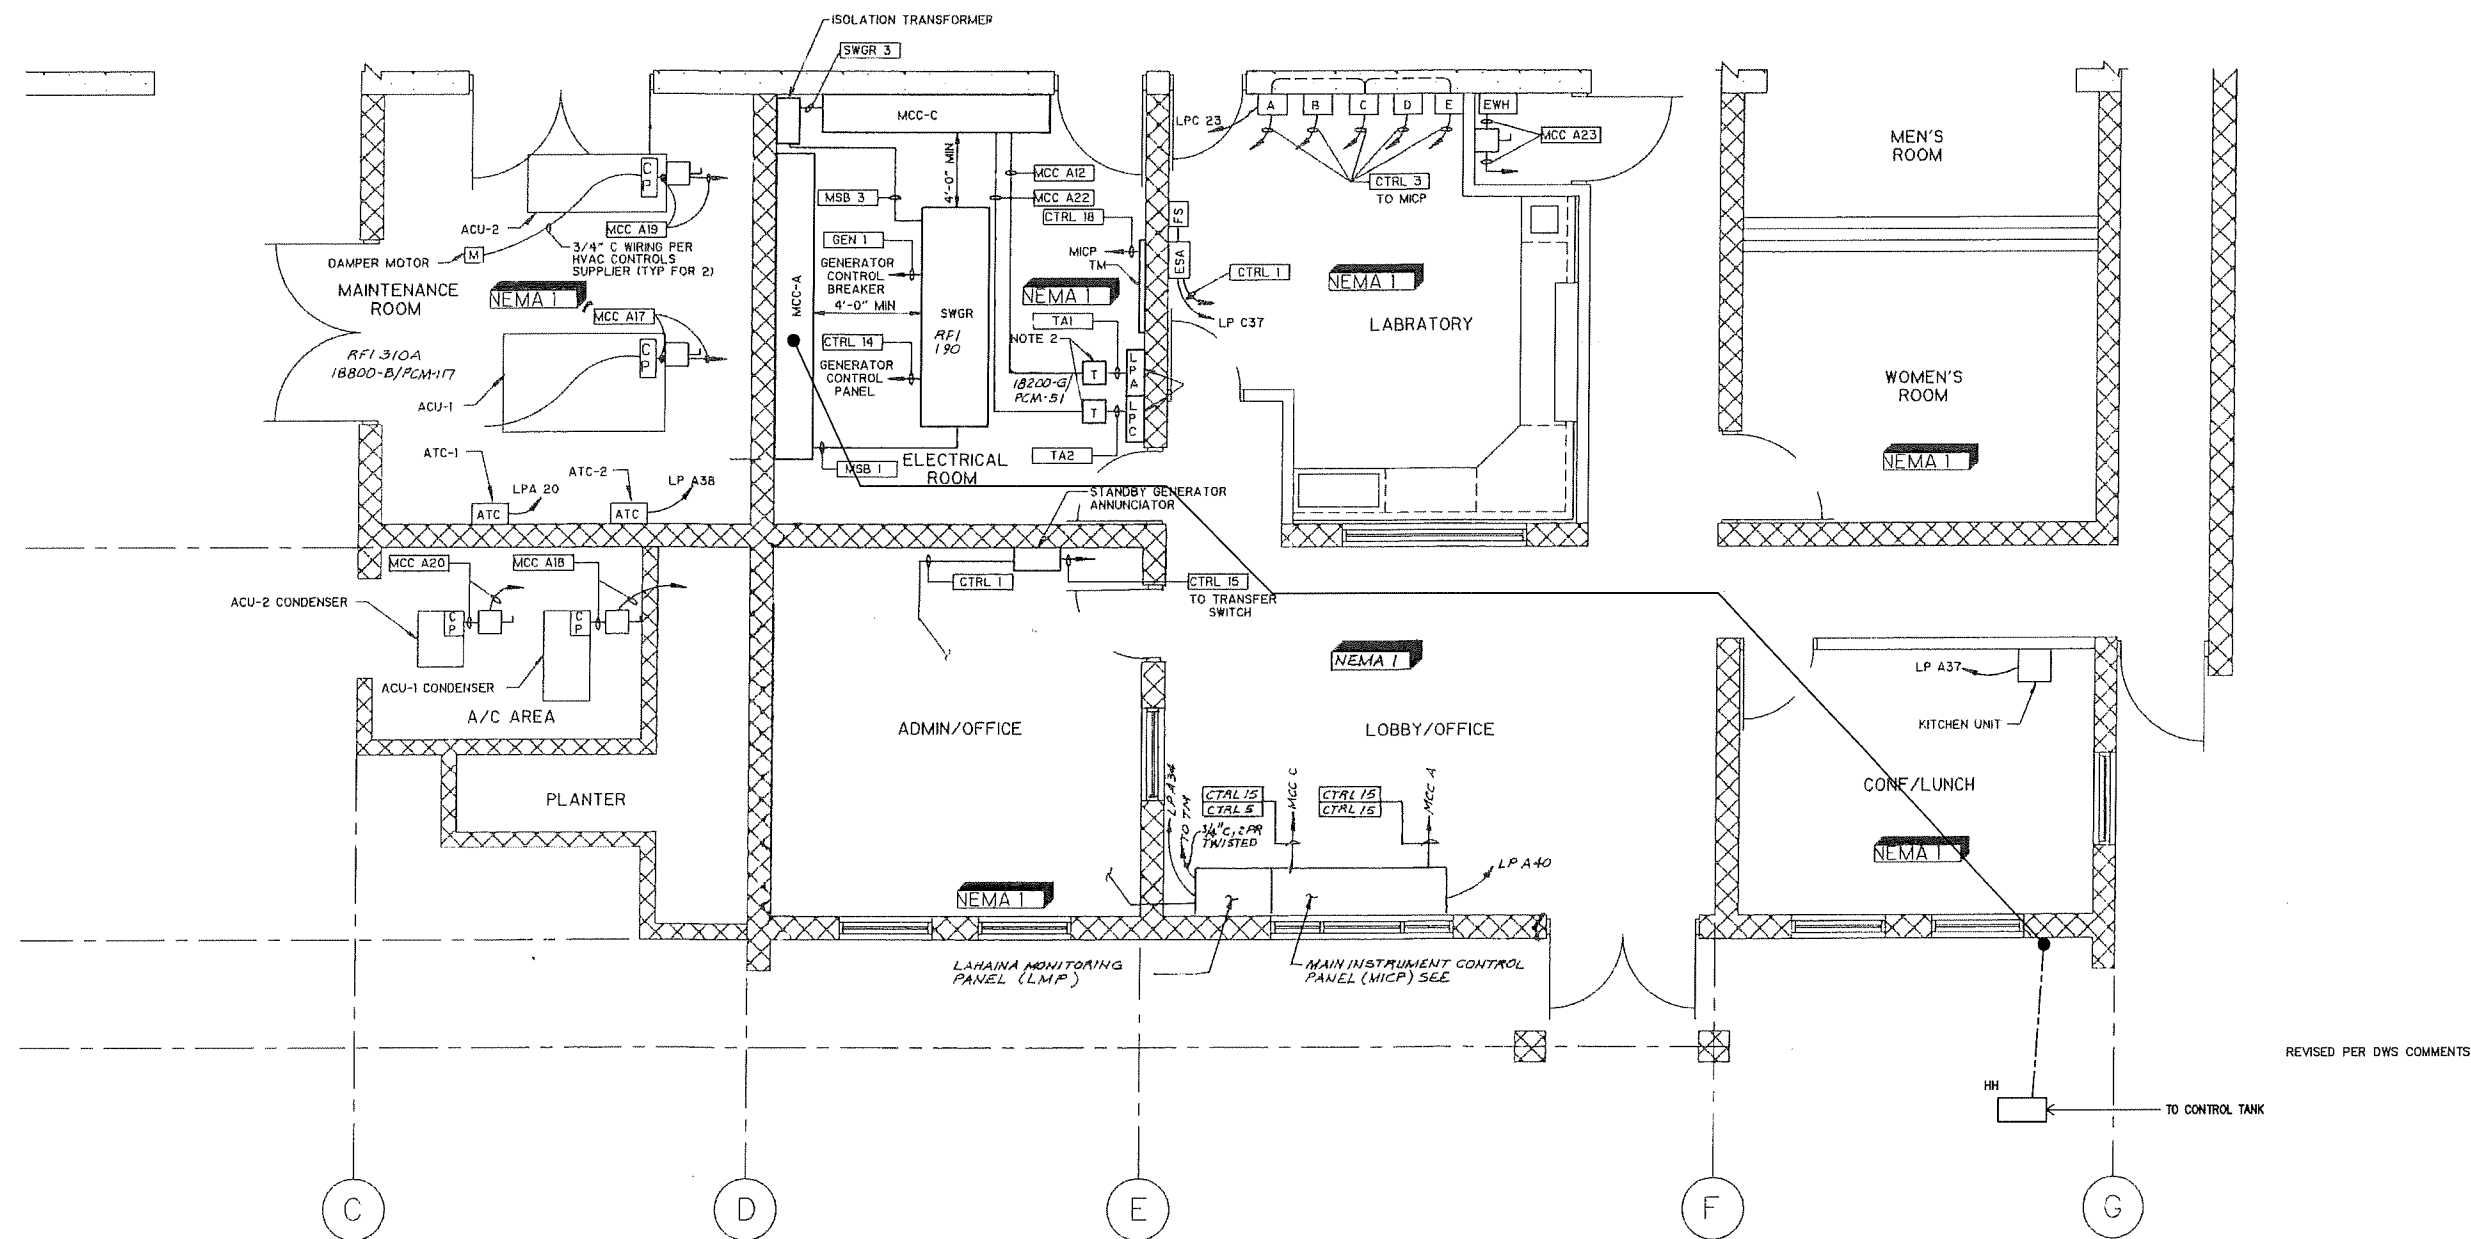 ISOLATION TRANSFORMER
SWGR 3
MCC-C
LPC 23
A
B
C
D
E
EWH
MCC A23
CTRL 3
TO MICP
MEN'S
ROOM
C
P
ACU-2
MCC A19
DAMPER MOTOR
M
3/4" C WIRING PER
HVAC CONTROLS
SUPPLIER (TYP FOR 2)
MAINTENANCE
ROOM
NEMA 1
MCC A17
RFI 310A
18800-B/PCM-117
C
P
ACU-1
ATC-1
LPA 20
ATC
ATC-2
LP A38
ATC
MCC-A
4'-0" MIN
MSB 3
GEN 1
GENERATOR
CONTROL
BREAKER
4'-0" MIN
CTRL 14
GENERATOR
CONTROL
PANEL
SWGR
RFI
190
MCC A12
MCC A22
CTRL 18
MICP
TM
NEMA 1
TA1
NOTE 2
T
18200-G/
PCM-51
T
L
P
A
L
P
C
TA2
MSB 1
ELECTRICAL
ROOM
FS
ESA
CTRL 1
LP C37
NEMA 1
LABRATORY
WOMEN'S
ROOM
NEMA 1
STANDBY GENERATOR
ANNUNCIATOR
CTRL 1
CTRL 15
TO TRANSFER
SWITCH
MCC A20
MCC A18
ACU-2 CONDENSER
C
P
C
P
ACU-1 CONDENSER
A/C AREA
PLANTER
ADMIN/OFFICE
NEMA 1
NEMA 1
LOBBY/OFFICE
LP A34
TO TM
3/4"C, 2 PR
TWISTED
CTRL 15
CTRL 5
MCC C
CTRL 15
CTRL 15
MCC A
LP A40
LP A37
KITCHEN UNIT
CONF/LUNCH
NEMA 1
LAHAINA MONITORING
PANEL (LMP)
MAIN INSTRUMENT CONTROL
PANEL (MICP) SEE
REVISED PER DWS COMMENTS
HH
TO CONTROL TANK
C
D
E
F
G